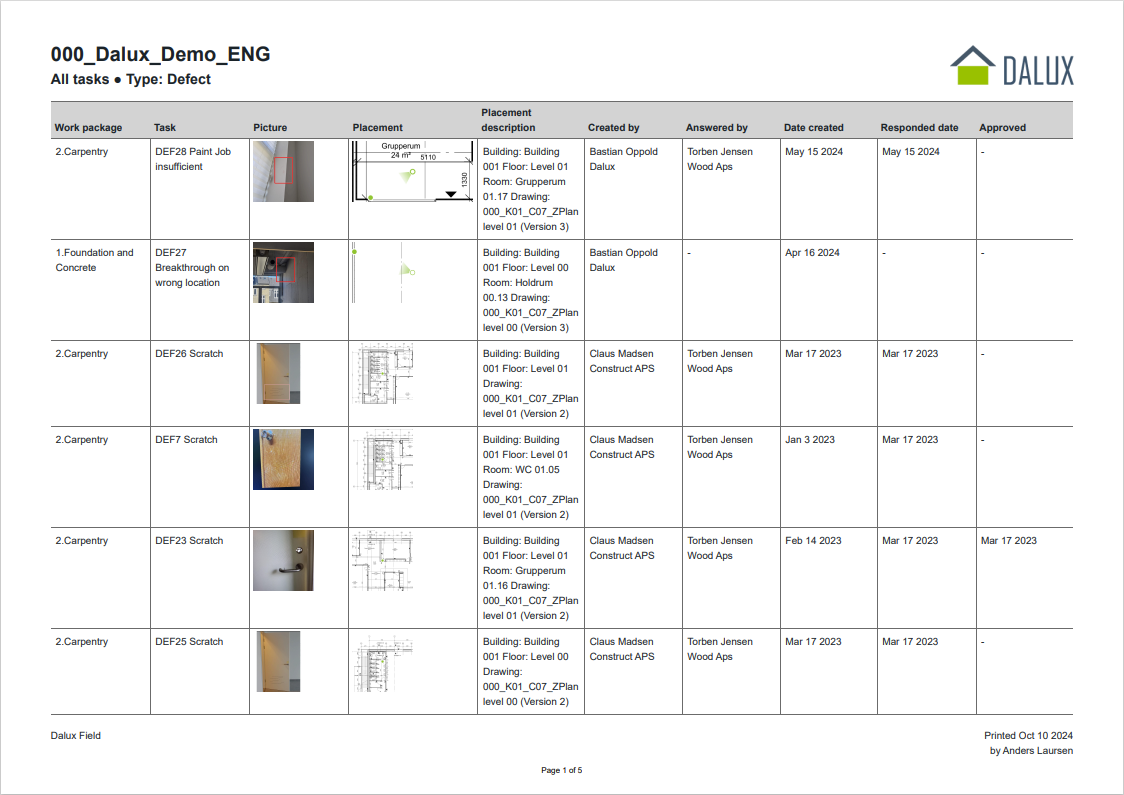 000_Dalux_Demo_ENG
All tasks ● Type: Defect
DALUX
Work package Task Picture Placement Placement description Created by Answered by Date created Responded date Approved
2.Carpentry
DEF28 Paint Job
insufficient
Grupperum
24 m²
5110
1330
Building: Building
001 Floor: Level 01
Room: Grupperum
01.17 Drawing:
000_K01_C07_ZPlan
level 01 (Version 3)
Bastian Oppold
Dalux
Torben Jensen
Wood Aps
May 15 2024
May 15 2024
-
1.Foundation and
Concrete
DEF27
Breakthrough on
wrong location
Building: Building
001 Floor: Level 00
Room: Holdrum
00.13 Drawing:
000_K01_C07_ZPlan
level 00 (Version 3)
Bastian Oppold
Dalux
-
Apr 16 2024
-
-
2.Carpentry
DEF26 Scratch
Building: Building
001 Floor: Level 01
Drawing:
000_K01_C07_ZPlan
level 01 (Version 2)
Claus Madsen
Construct APS
Torben Jensen
Wood Aps
Mar 17 2023
Mar 17 2023
-
2.Carpentry
DEF7 Scratch
Building: Building
001 Floor: Level 01
Room: WC 01.05
Drawing:
000_K01_C07_ZPlan
level 01 (Version 2)
Claus Madsen
Construct APS
Torben Jensen
Wood Aps
Jan 3 2023
Mar 17 2023
-
2.Carpentry
DEF23 Scratch
Building: Building
001 Floor: Level 01
Room: Grupperum
01.16 Drawing:
000_K01_C07_ZPlan
level 01 (Version 2)
Claus Madsen
Construct APS
Torben Jensen
Wood Aps
Feb 14 2023
Mar 17 2023
Mar 17 2023
2.Carpentry
DEF25 Scratch
Building: Building
001 Floor: Level 00
Drawing:
000_K01_C07_ZPlan
level 00 (Version 2)
Claus Madsen
Construct APS
Torben Jensen
Wood Aps
Mar 17 2023
Mar 17 2023
-
Dalux Field
Printed Oct 10 2024
by Anders Laursen
Page 1 of 5